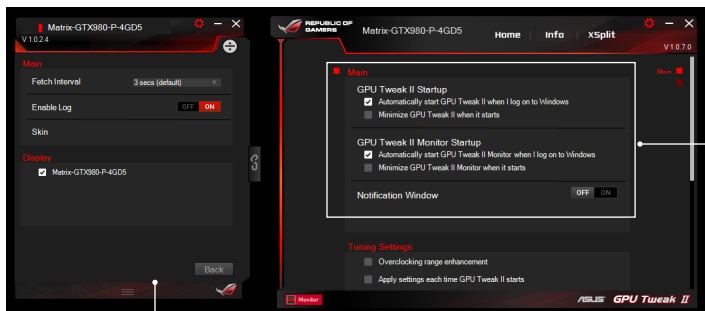 Matrix-GTX980-P-4GD5
V 1.0.2.4
Main
Fetch Interval 3 secs (default)
Enable Log OFF ON
Skin
Display
Matrix-GTX980-P-4GD5
Back
REPUBLIC OF
GAMERS
Matrix-GTX980-P-4GD5
Home Info XSplit
V 1.0.7.0
Main
Main
GPU Tweak II Startup
Automatically start GPU Tweak II when I log on to Windows
Minimize GPU Tweak II when it starts
GPU Tweak II Monitor Startup
Automatically start GPU Tweak II Monitor when I log on to Windows
Minimize GPU Tweak II Monitor when it starts
Notification Window OFF ON
Tuning Settings
Overclocking range enhancement
Apply settings each time GPU Tweak II starts
Monitor
ASUS GPU Tweak II